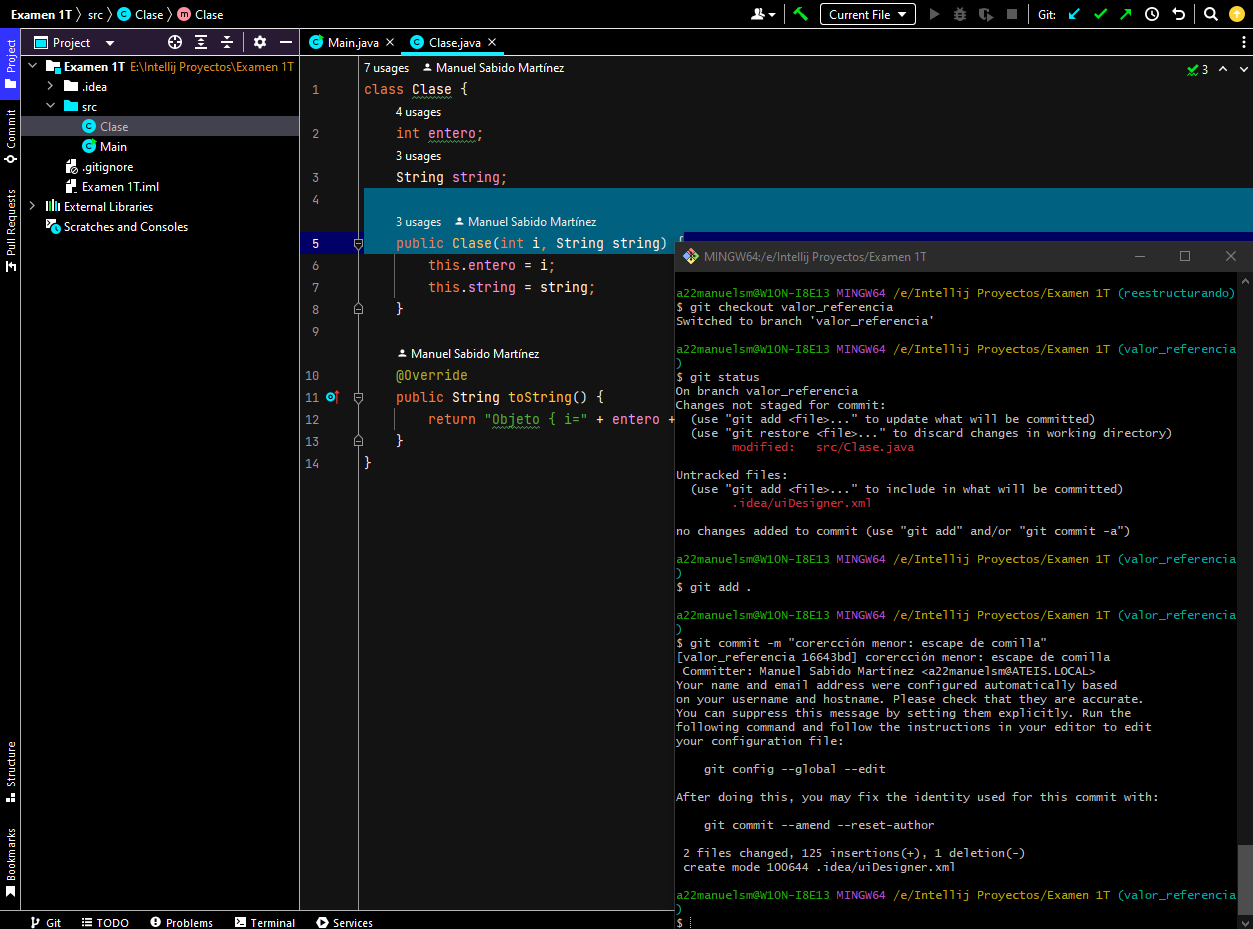 Examen 1T
src
Clase
Clase
Current File
Git:
Project
Main.java
Clase.java
Project
Commit
Pull Requests
Structure
Bookmarks
Examen 1T E:\Intellij Proyectos\Examen 1T
.idea
src
Clase
Main
.gitignore
Examen 1T.iml
External Libraries
Scratches and Consoles
7 usages Manuel Sabido Martínez
3
1 class Clase {
4 usages
2 int entero;
3 usages
3 String string;
4
3 usages Manuel Sabido Martínez
5 public Clase(int i, String string) {
6 this.entero = i;
7 this.string = string;
8 }
9
Manuel Sabido Martínez
10 @Override
11 public String toString() {
12 return "Objeto { i=" + entero +
13 }
14 }
MINGW64:/e/Intellij Proyectos/Examen 1T
a22manuelsm@W10N-I8E13 MINGW64 /e/Intellij Proyectos/Examen 1T (reestructurando)
$ git checkout valor_referencia
Switched to branch 'valor_referencia'
a22manuelsm@W10N-I8E13 MINGW64 /e/Intellij Proyectos/Examen 1T (valor_referencia
)
$ git status
On branch valor_referencia
Changes not staged for commit:
(use "git add <file>..." to update what will be committed)
(use "git restore <file>..." to discard changes in working directory)
modified: src/Clase.java
Untracked files:
(use "git add <file>..." to include in what will be committed)
.idea/uiDesigner.xml
no changes added to commit (use "git add" and/or "git commit -a")
a22manuelsm@W10N-I8E13 MINGW64 /e/Intellij Proyectos/Examen 1T (valor_referencia
)
$ git add .
a22manuelsm@W10N-I8E13 MINGW64 /e/Intellij Proyectos/Examen 1T (valor_referencia
)
$ git commit -m "corercción menor: escape de comilla"
[valor_referencia 16643bd] corercción menor: escape de comilla
Committer: Manuel Sabido Martínez <a22manuelsm@ATEIS.LOCAL>
Your name and email address were configured automatically based
on your username and hostname. Please check that they are accurate.
You can suppress this message by setting them explicitly. Run the
following command and follow the instructions in your editor to edit
your configuration file:
git config --global --edit
After doing this, you may fix the identity used for this commit with:
git commit --amend --reset-author
2 files changed, 125 insertions(+), 1 deletion(-)
create mode 100644 .idea/uiDesigner.xml
a22manuelsm@W10N-I8E13 MINGW64 /e/Intellij Proyectos/Examen 1T (valor_referencia
)
$
Git
TODO
Problems
Terminal
Services